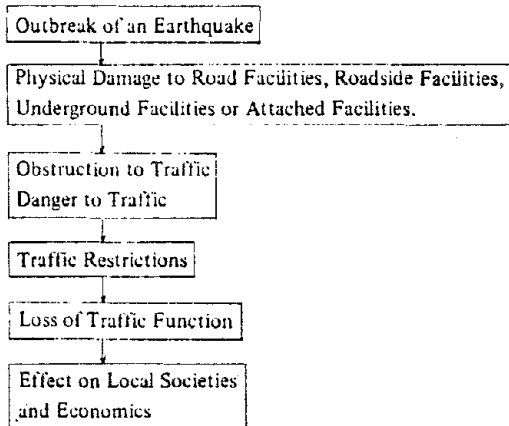 Outbreak of an Earthquake
Physical Damage to Road Facilities, Roadside Facilities,
Underground Facilities or Attached Facilities.
Obstruction to Traffic
Danger to Traffic
Traffic Restrictions
Loss of Traffic Function
Effect on Local Societies
and Economics